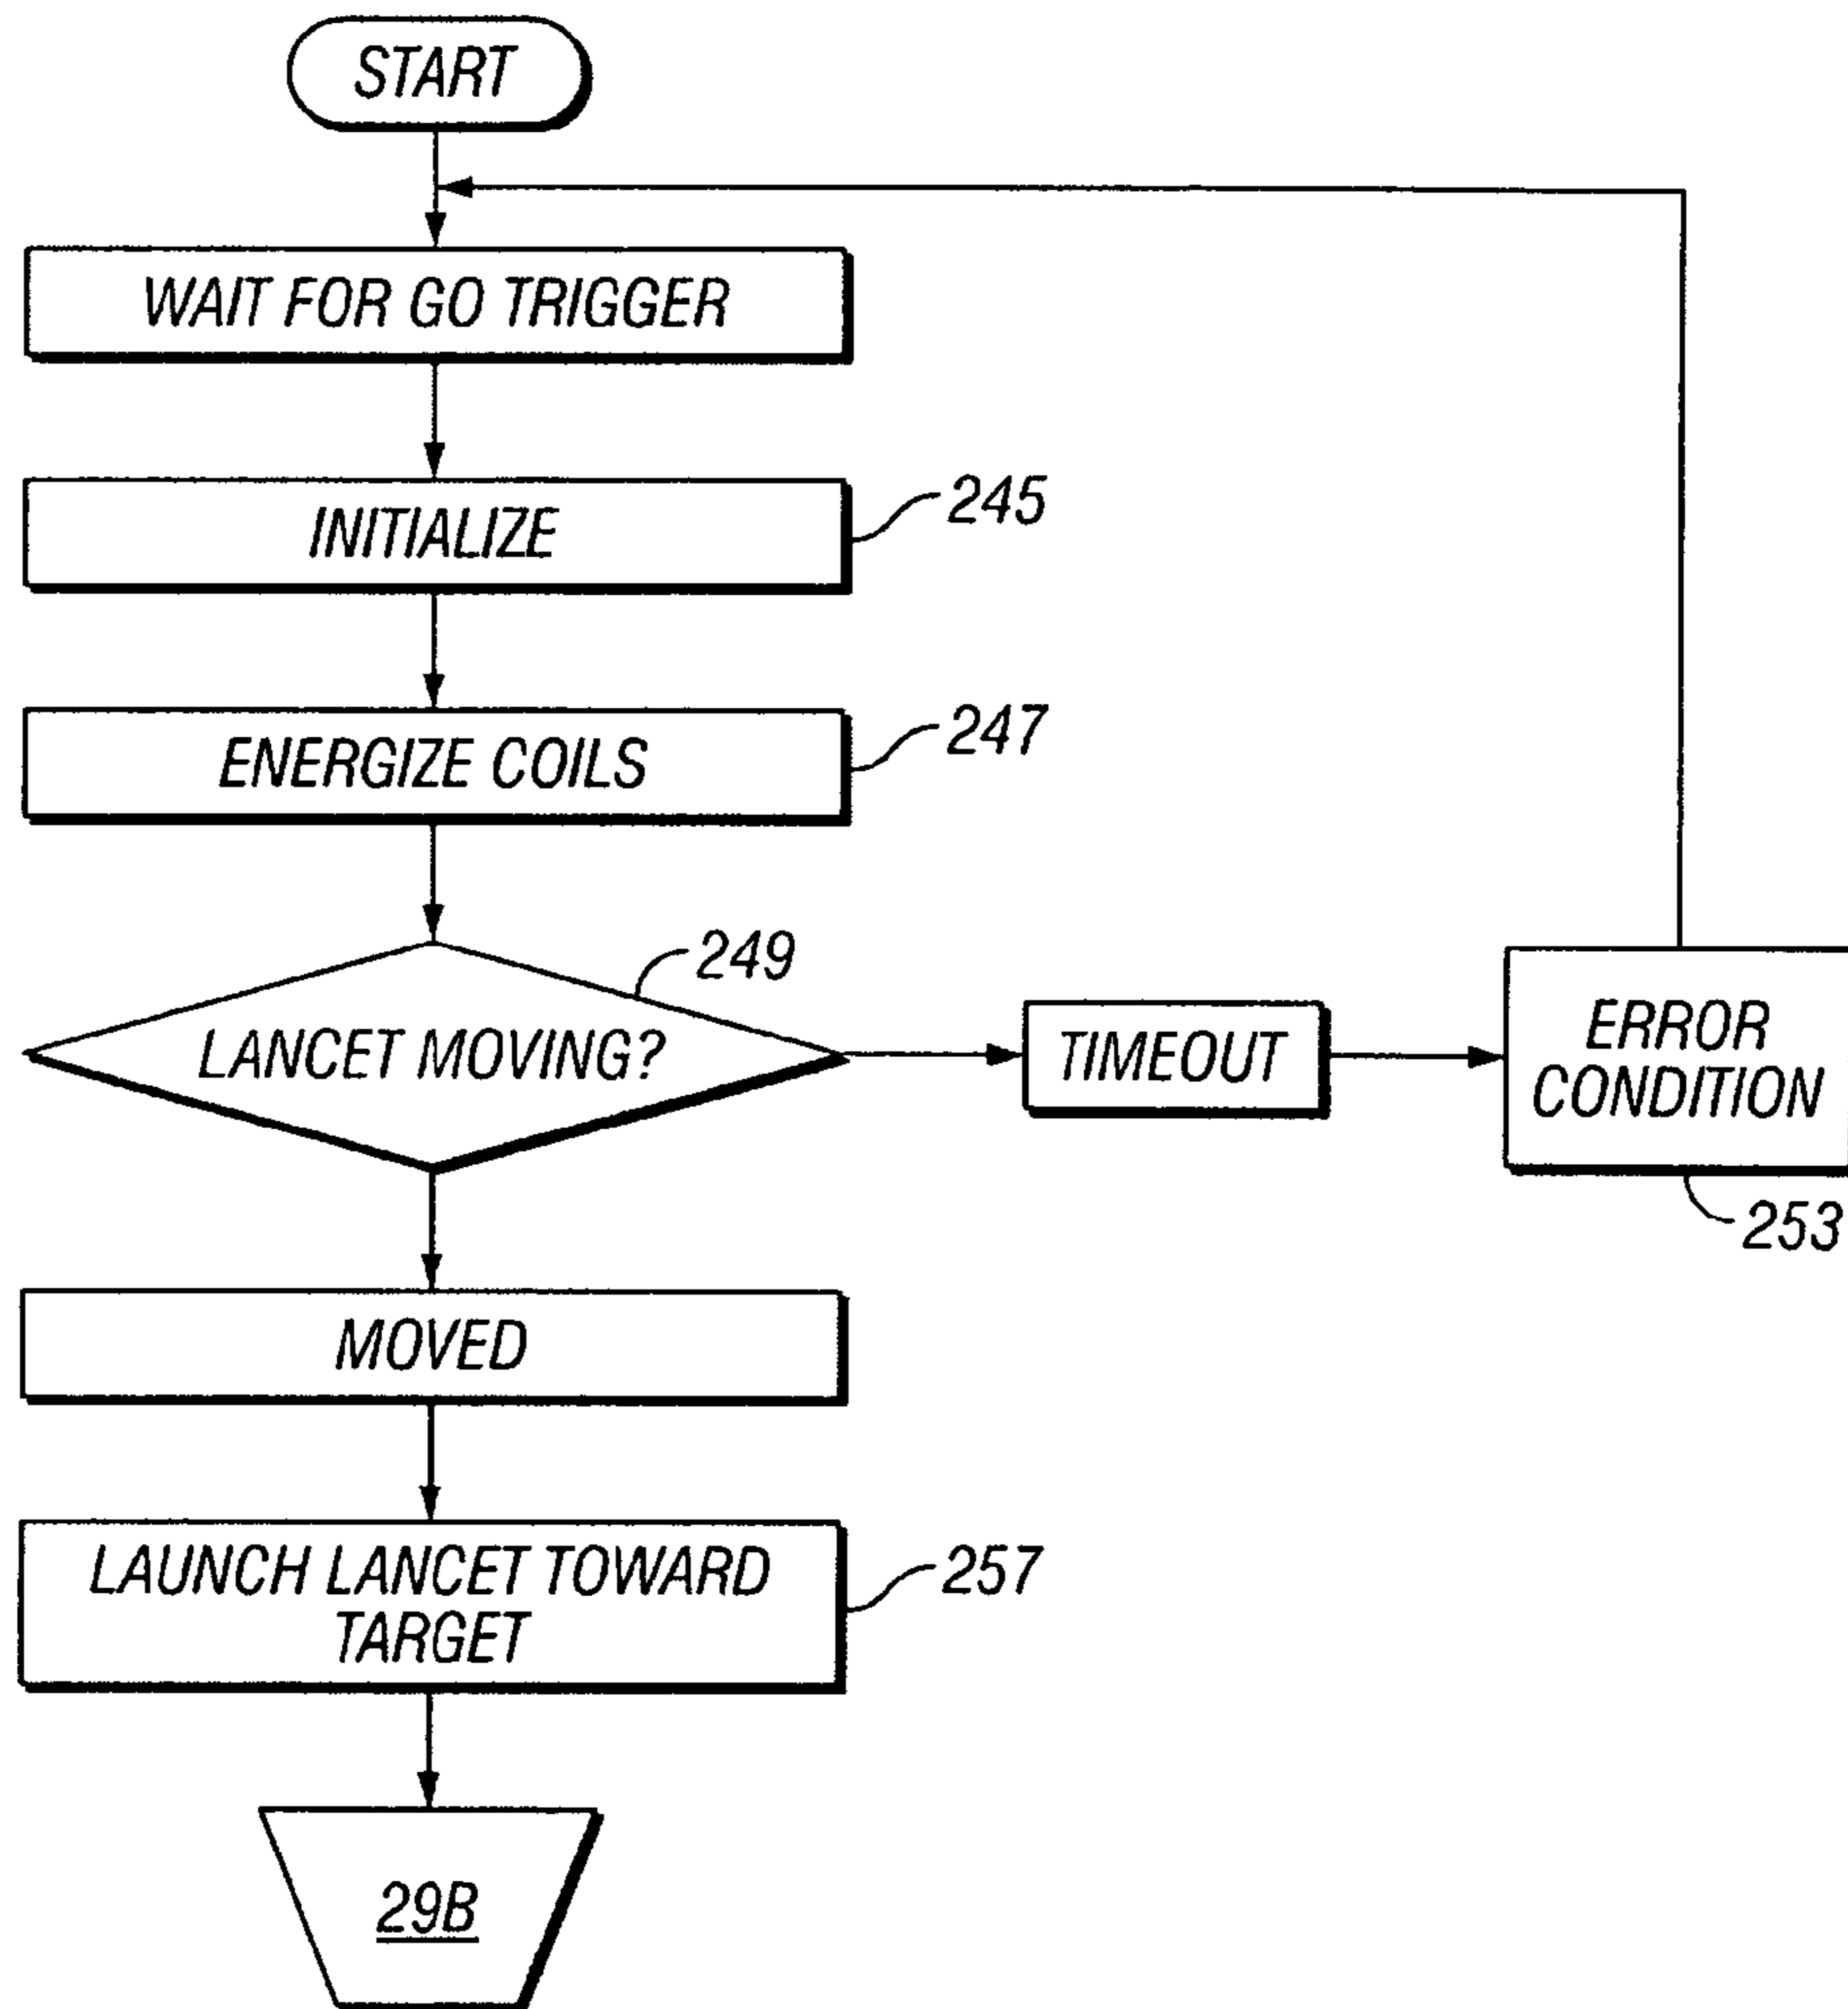 START
WAIT FOR GO TRIGGER
INITIALIZE
245
ENERGIZE COILS
247
249
LANCET MOVING?
TIMEOUT
ERROR
CONDITION
253
MOVED
LAUNCH LANCET TOWARD
TARGET
257
29B